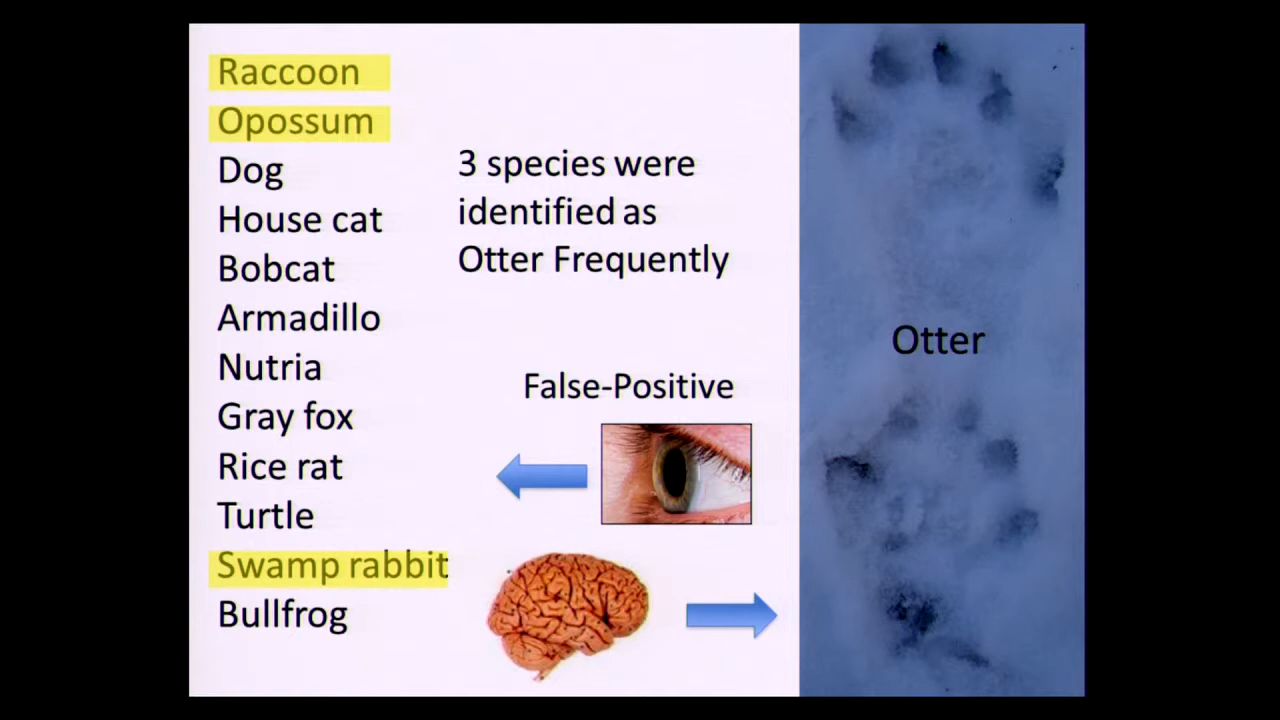 Raccoon
Opossum
Dog
House cat
Bobcat
Armadillo
Nutria
Gray fox
Rice rat
Turtle
Swamp rabbit
Bullfrog
3 species were
identified as
Otter Frequently
False-Positive
Otter